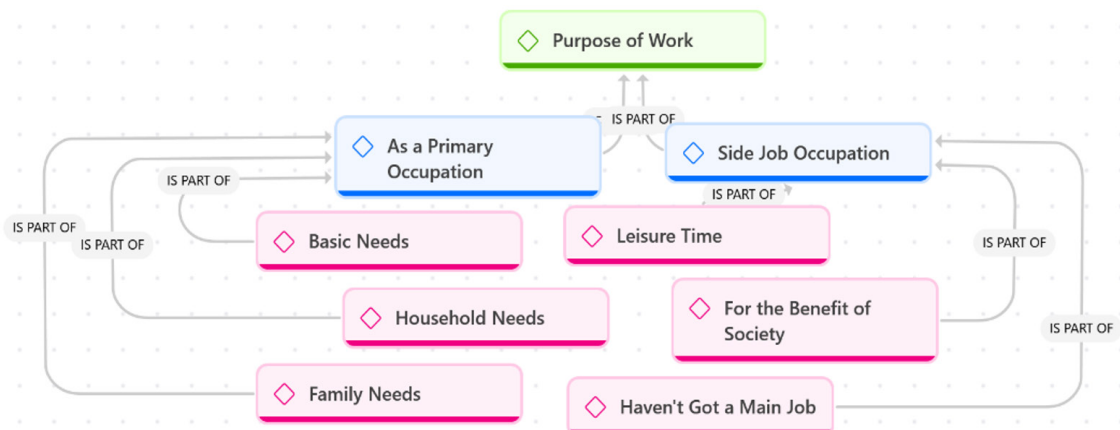 Purpose of Work
IS PART OF
As a Primary
Occupation
Side Job Occupation
IS PART OF
IS PART OF
Basic Needs
Leisure Time
IS PART OF
IS PART OF
IS PART OF
Household Needs
For the Benefit of
Society
IS PART OF
Family Needs
Haven't Got a Main Job